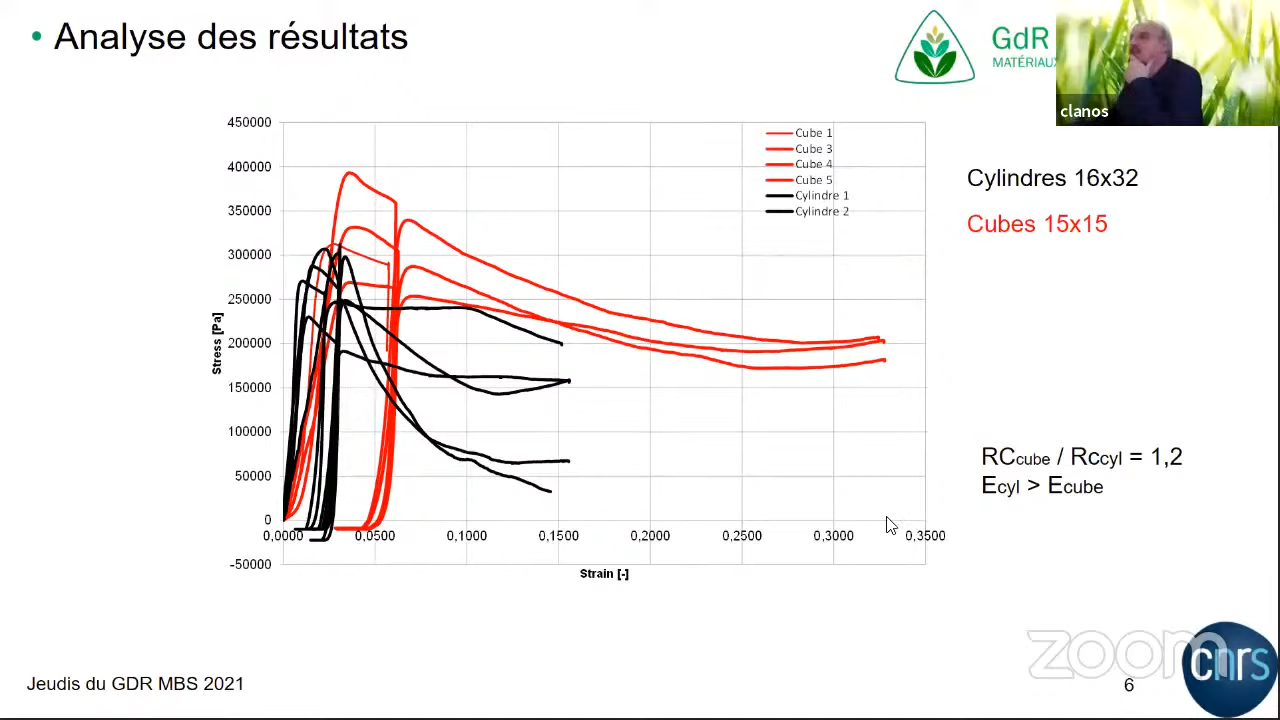 • Analyse des résultats
GdR
MATÉRIAUX
clanos
450000
400000
350000
300000
250000
200000
150000
100000
50000
0
-50000
Stress [Pa]
0,0000
0,0500
0,1000
0,1500
0,2000
0,2500
0,3000
0,3500
Strain [-]
Cube 1
Cube 3
Cube 4
Cube 5
Cylindre 1
Cylindre 2
Cylindres 16x32
Cubes 15x15
RCcube / Rccyl = 1,2
Ecyl > Ecube
zoom
cnrs
Jeudis du GDR MBS 2021
6